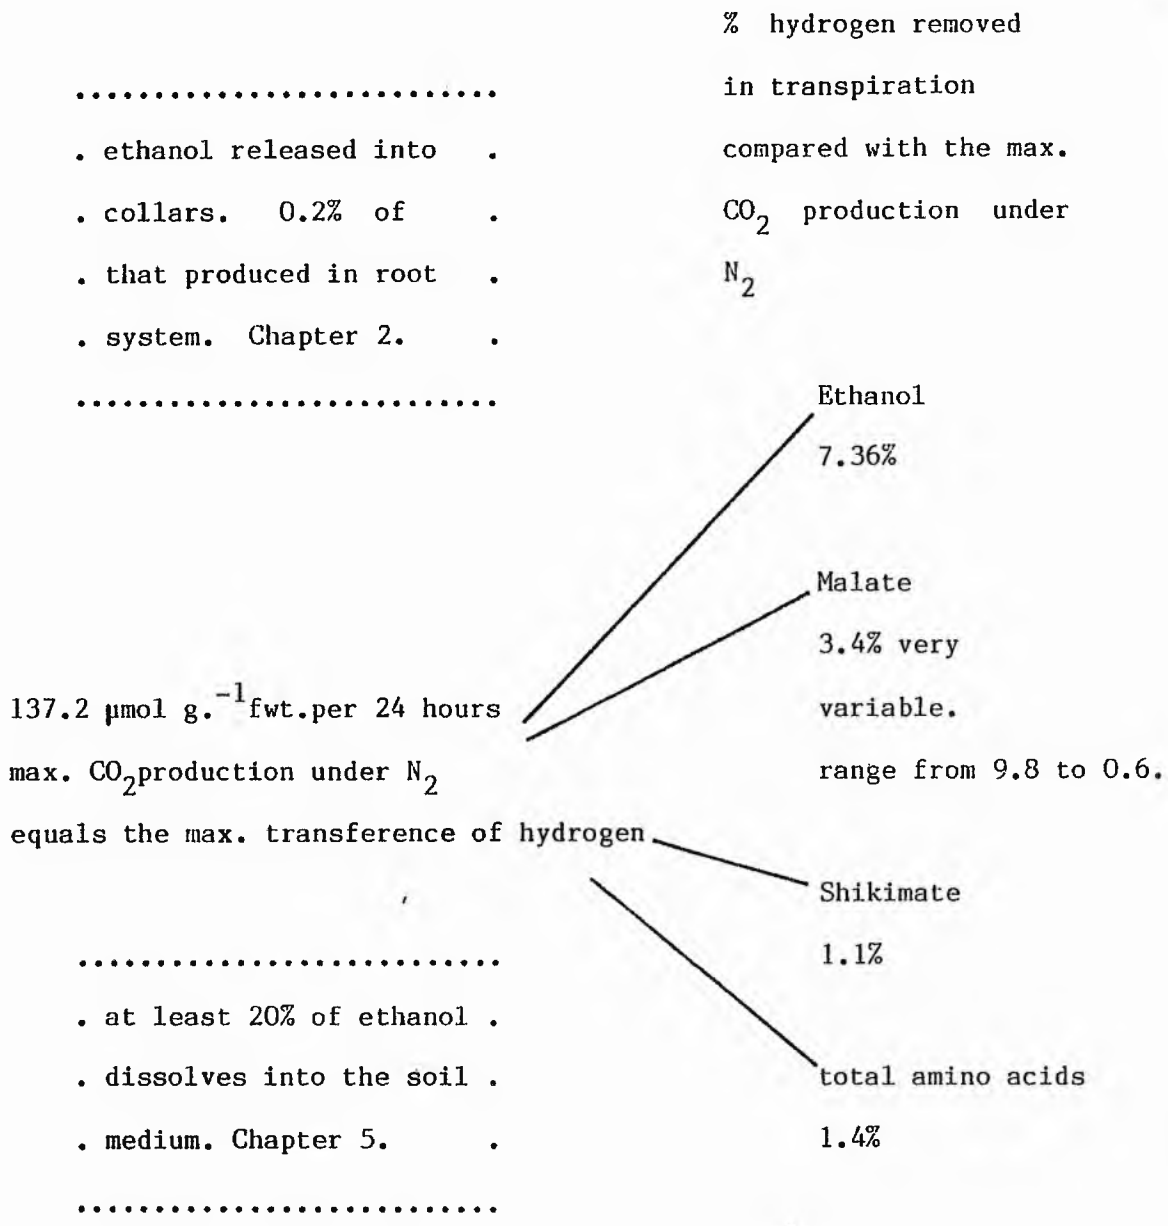 % hydrogen removed
in transpiration
compared with the max.
CO2 production under
N2
...........................
. ethanol released into .
. collars. 0.2% of .
. that produced in root .
. system. Chapter 2. .
...........................
Ethanol
7.36%
Malate
3.4% very
variable.
range from 9.8 to 0.6.
137.2 µmol g.-1fwt.per 24 hours
max. CO2production under N2
equals the max. transference of hydrogen
Shikimate
1.1%
total amino acids
1.4%
...........................
. at least 20% of ethanol .
. dissolves into the soil .
. medium. Chapter 5. .
...........................